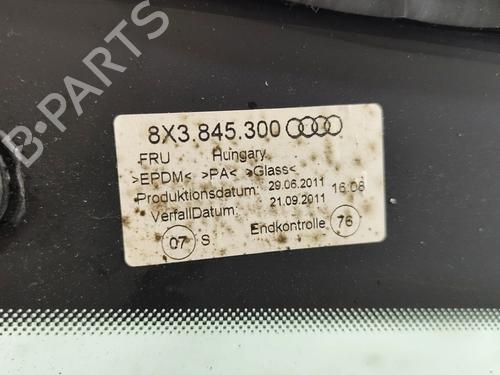 8X3.845.300
FRU Hungary
>EPDM< >PA< >Glass<
Produktionsdatum: 29.06.2011 16:06
VerfallDatum: 21.09.2011
07 S Endkontrolle 76
B-PARTS